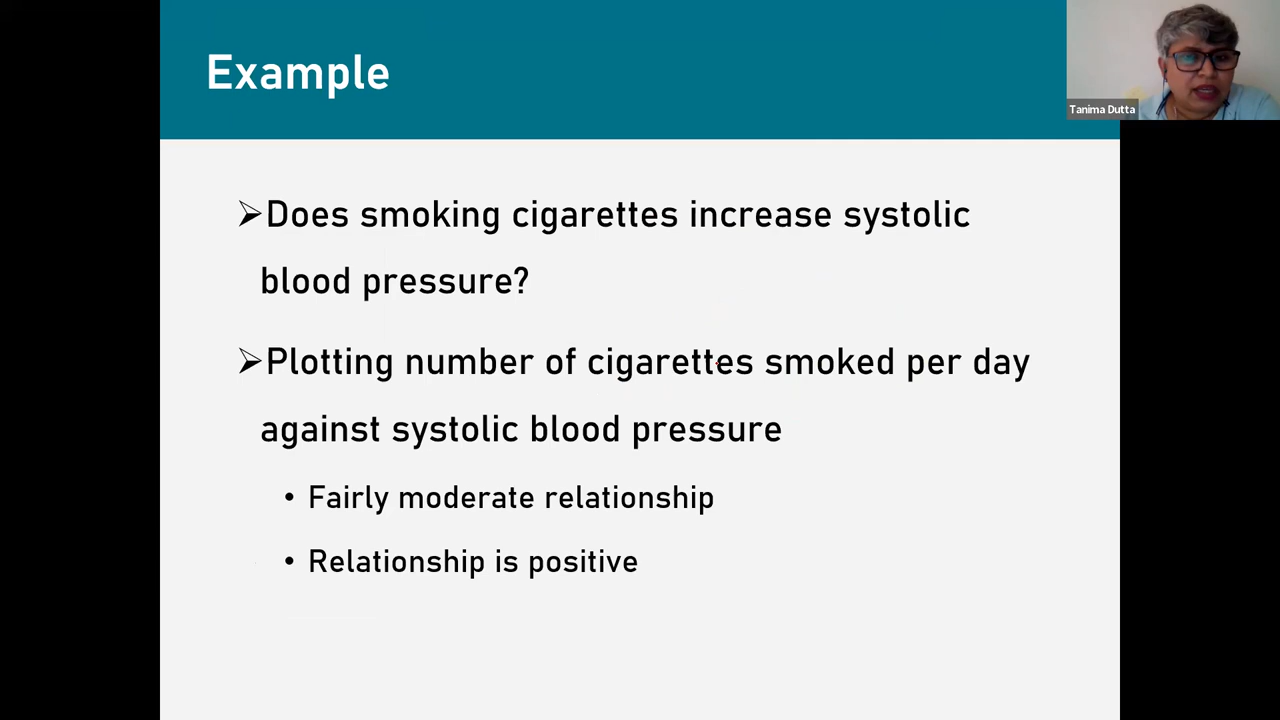 Example
Tanima Dutta
➢Does smoking cigarettes increase systolic
blood pressure?
➢Plotting number of cigarettes smoked per day
against systolic blood pressure
• Fairly moderate relationship
• Relationship is positive